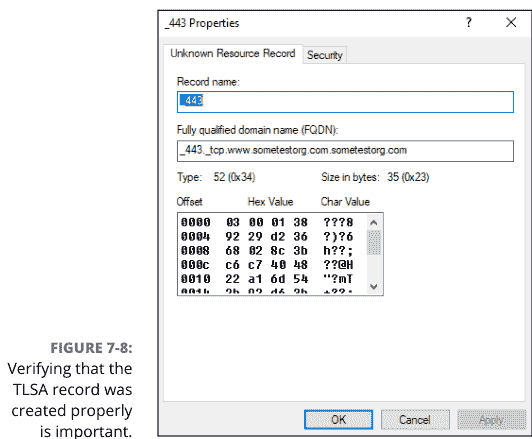 _443 Properties
?
Unknown Resource Record
Security
Record name:
_443
Fully qualified domain name (FQDN):
_443._tcp.www.sometestorg.com.sometestorg.com
Type: 52 (0x34) Size in bytes: 35 (0x23)
Offset Hex Value Char Value
0000 03 00 01 38 ???8
0004 92 29 d2 36 ?)?6
0008 68 02 8c 3b h??;
000c c6 c7 40 48 ??@H
0010 22 a1 6d 54 "?mT
OK Cancel Apply
FIGURE 7-8:
Verifying that the
TLSA record was
created properly
is important.